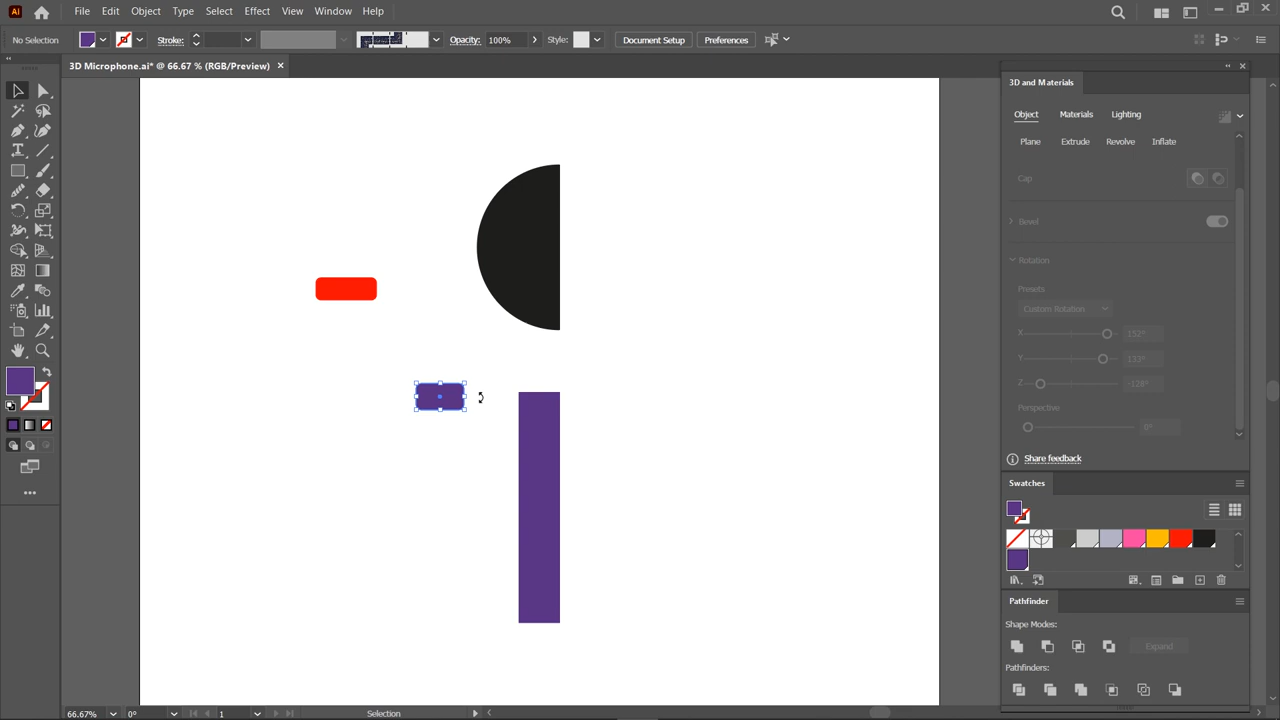 Ai File Edit Object Type Select Effect View Window Help
No Selection Stroke: Opacity: 100% Style: Document Setup Preferences
3D Microphone.ai* @ 66.67 % (RGB/Preview)
3D and Materials
Object Materials Lighting
Plane Extrude Revolve Inflate
Cap
Bevel
Rotation
Presets
Custom Rotation
X 152°
Y 133°
Z -128°
Perspective
0°
Share feedback
Swatches
Pathfinder
Shape Modes:
Expand
Pathfinders:
66.67% 0° 1 Selection